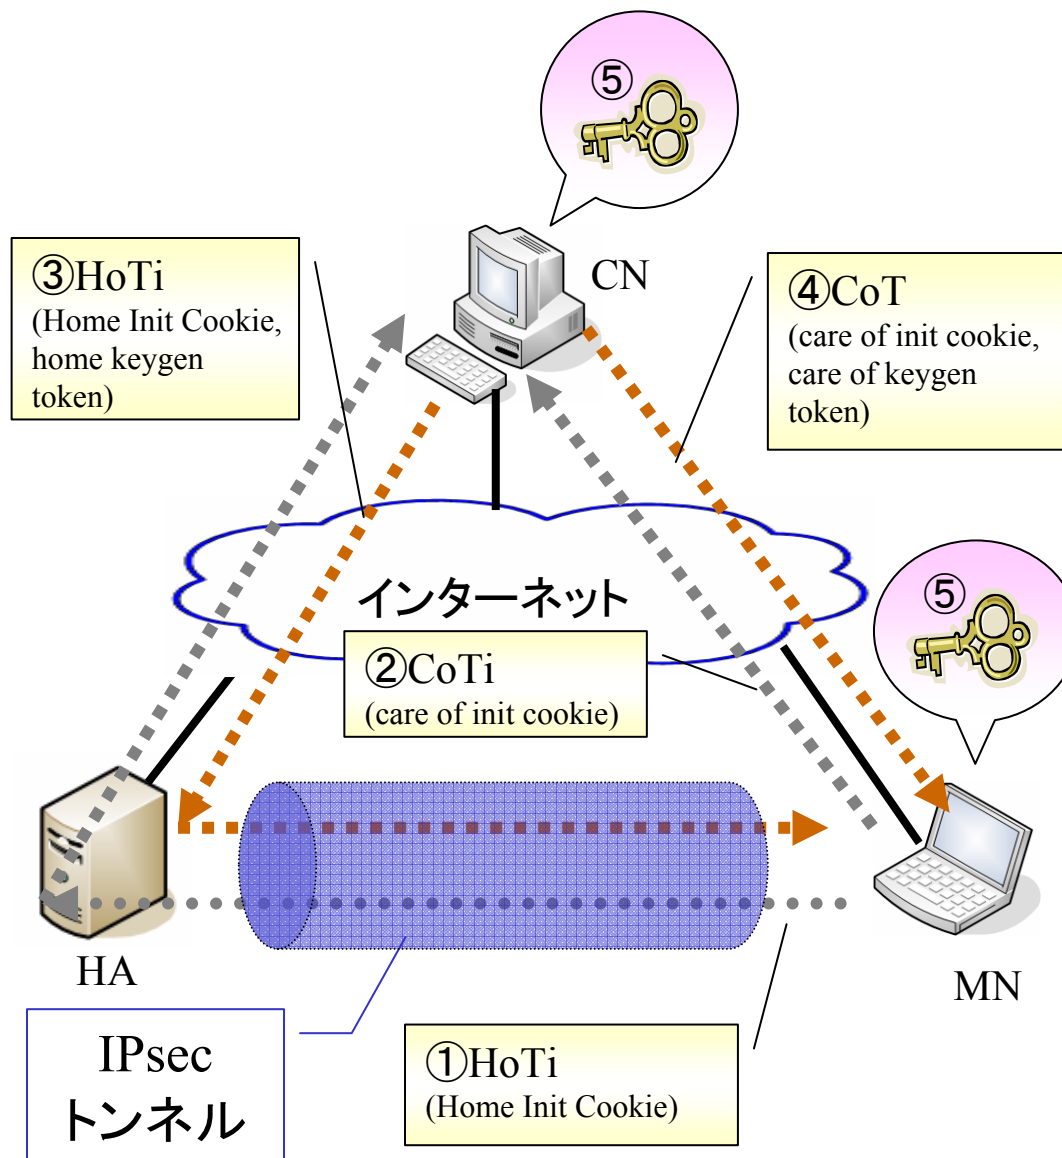 ⑤
CN
③HoTi
(Home Init Cookie,
home keygen
token)
④CoT
(care of init cookie,
care of keygen
token)
インターネット
⑤
②CoTi
(care of init cookie)
HA
MN
IPsec
トンネル
①HoTi
(Home Init Cookie)